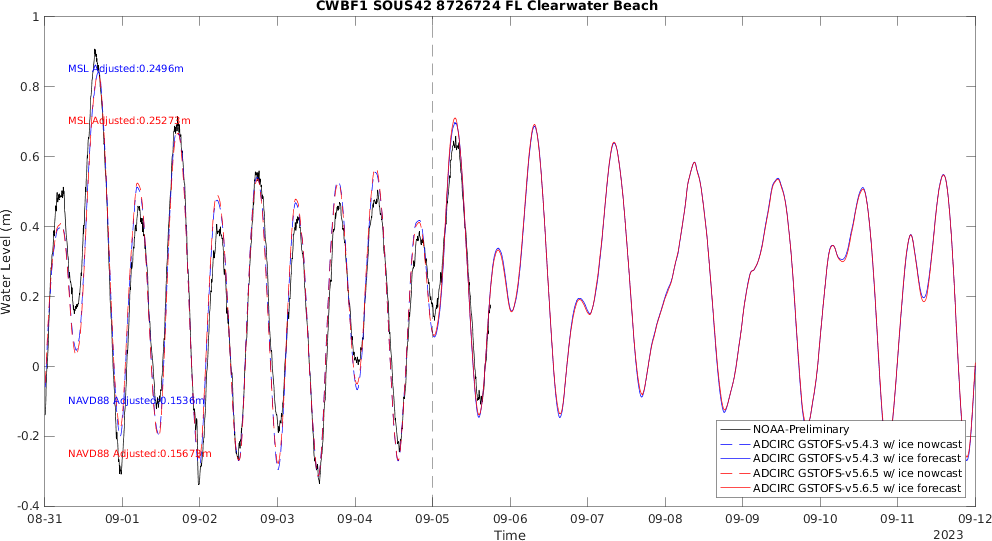 CWBF1 SOUS42 8726724 FL Clearwater Beach
1
0.8
0.6
0.4
0.2
0
-0.2
-0.4
Water Level (m)
MSL Adjusted:0.2496m
MSL Adjusted:0.25273m
NAVD88 Adjusted:0.1536m
NAVD88 Adjusted:0.15673m
NOAA-Preliminary
ADCIRC GSTOFS-v5.4.3 w/ ice nowcast
ADCIRC GSTOFS-v5.4.3 w/ ice forecast
ADCIRC GSTOFS-v5.6.5 w/ ice nowcast
ADCIRC GSTOFS-v5.6.5 w/ ice forecast
08-31 09-01 09-02 09-03 09-04 09-05 09-06 09-07 09-08 09-09 09-10 09-11 09-12
Time
2023